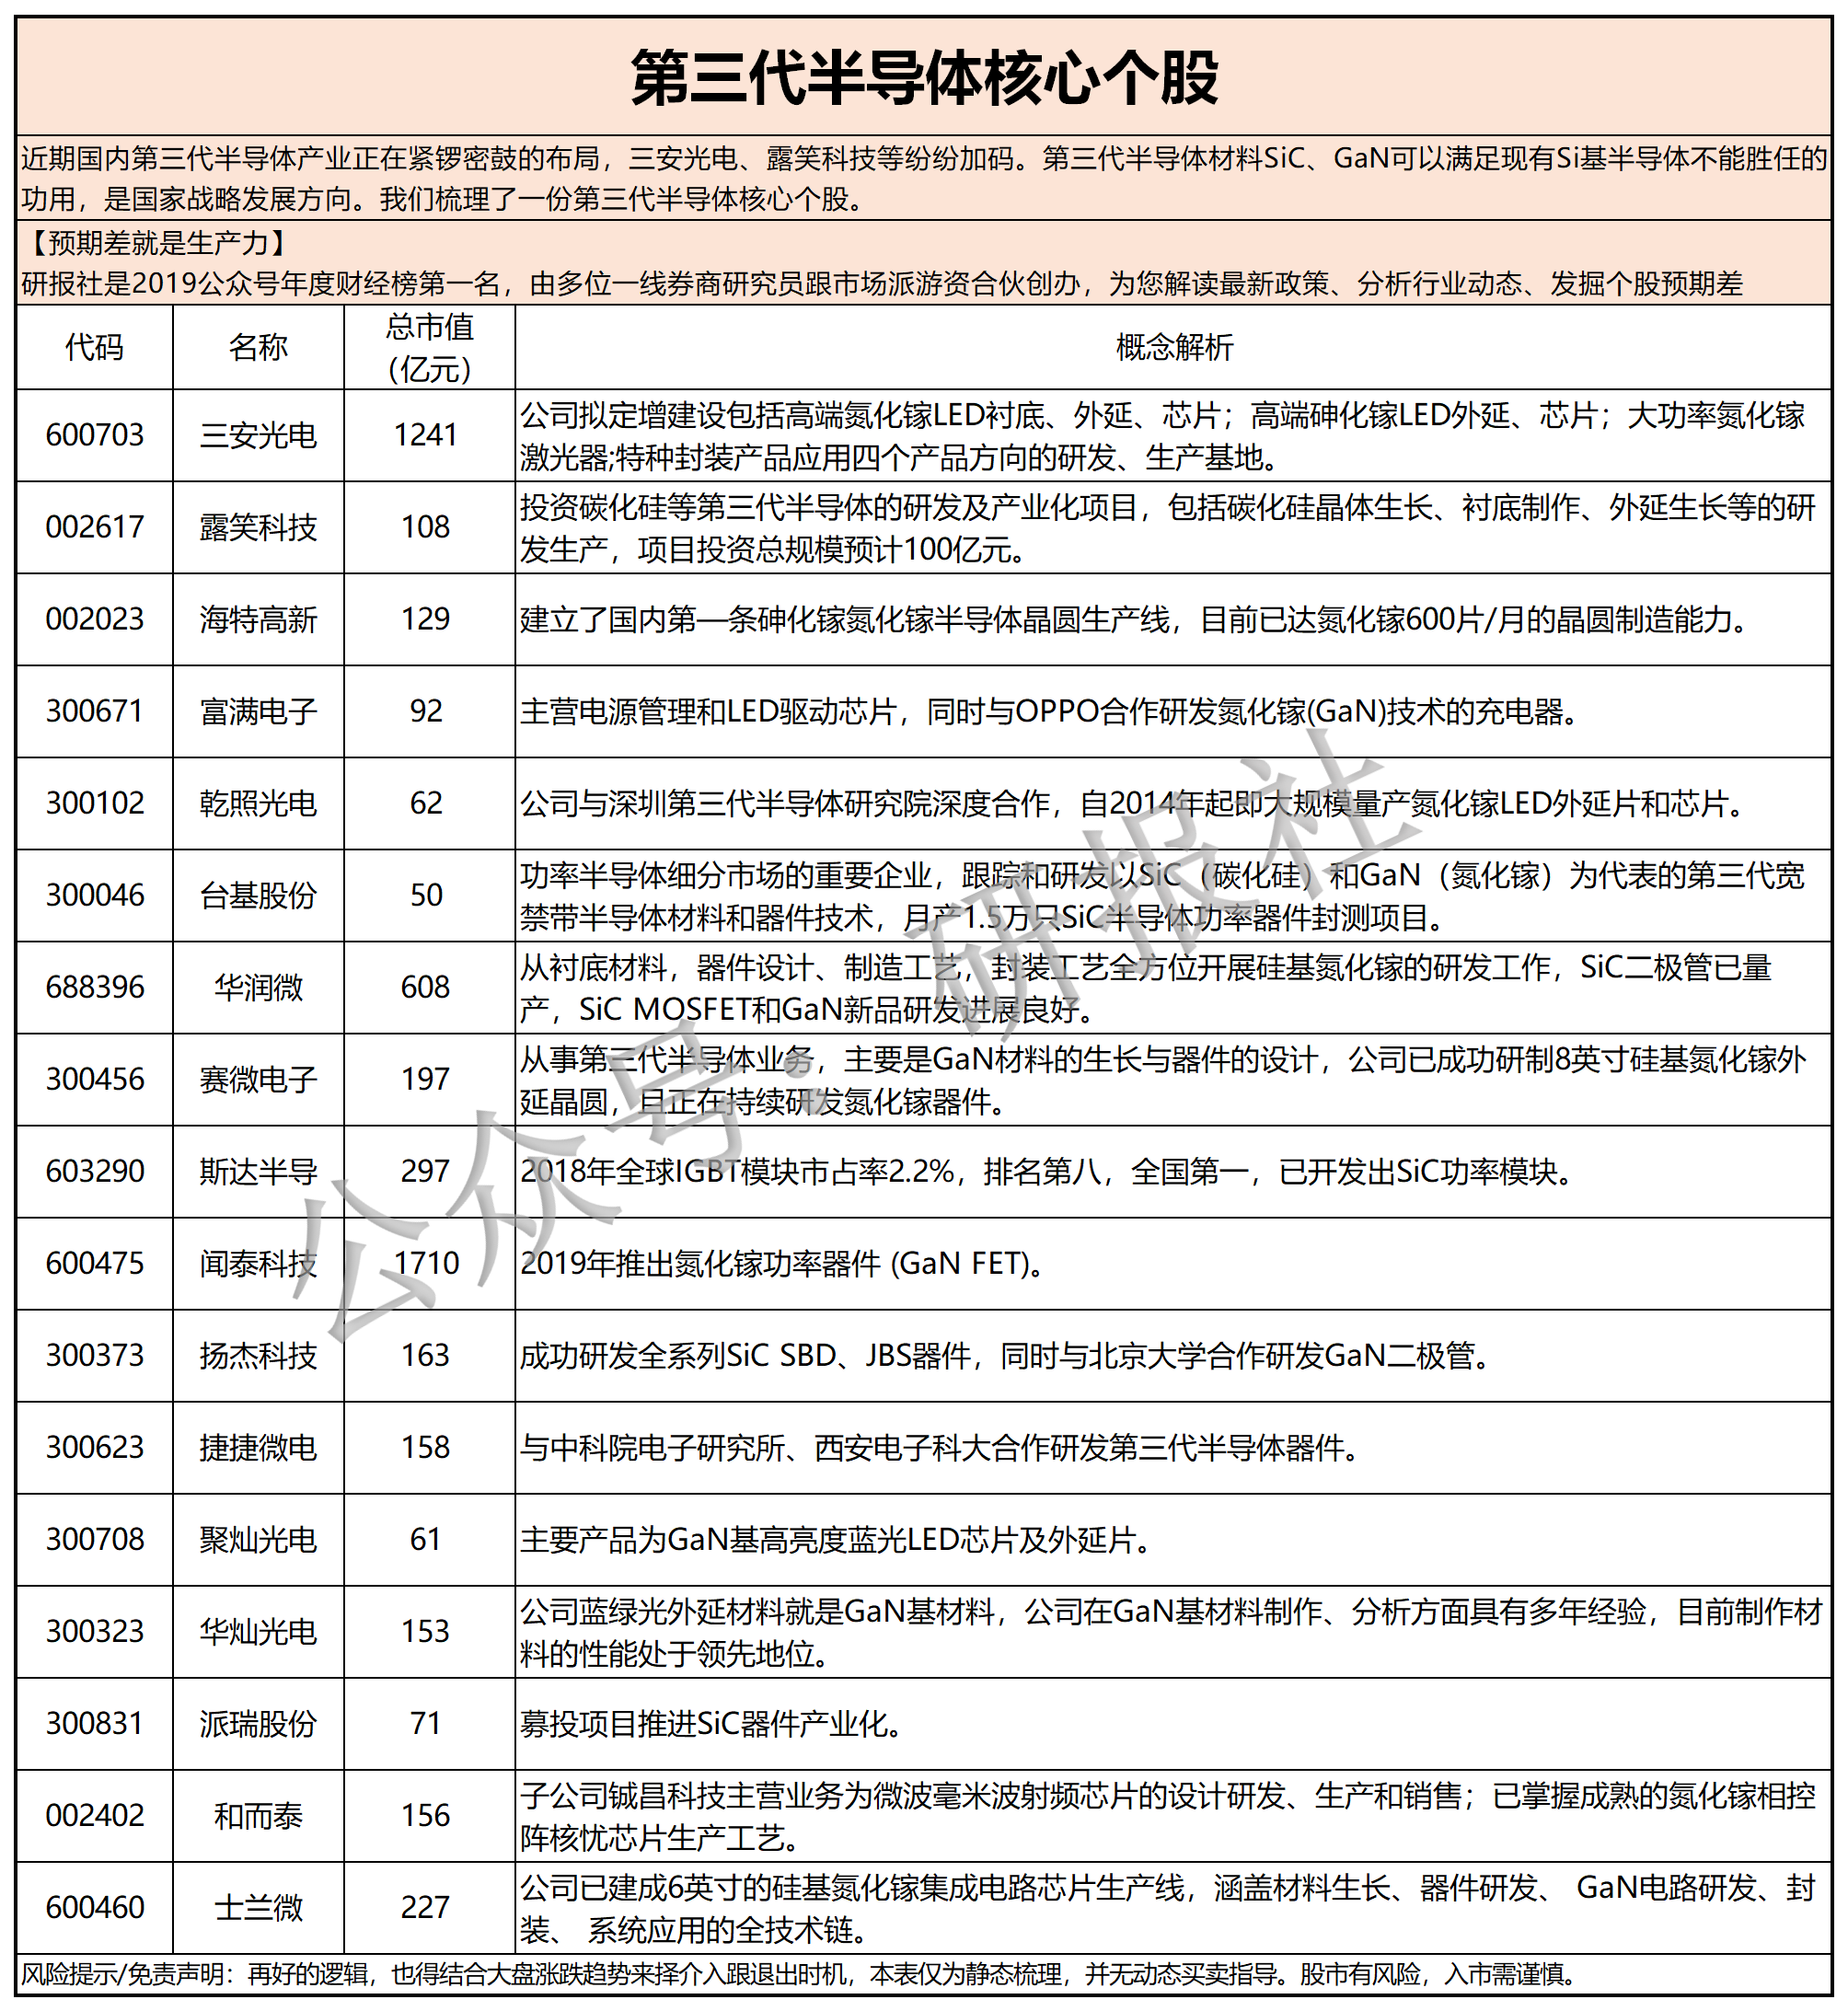 第三代半导体核心个股
近期国内第三代半导体产业正在紧锣密鼓的布局，三安光电、露笑科技等纷纷加码。第三代半导体材料SiC、GaN可以满足现有Si基半导体不能胜任的
功用，是国家战略发展方向。我们梳理了一份第三代半导体核心个股。
【预期差就是生产力】
研报社是2019公众号年度财经榜第一名，由多位一线券商研究员跟市场派游资合伙创办，为您解读最新政策、分析行业动态、发掘个股预期差
代码 名称 总市值（亿元） 概念解析
600703 三安光电 1241 公司拟定增建设包括高端氮化镓LED衬底、外延、芯片；高端砷化镓LED外延、芯片；大功率氮化镓
激光器;特种封装产品应用四个产品方向的研发、生产基地。
002617 露笑科技 108 投资碳化硅等第三代半导体的研发及产业化项目，包括碳化硅晶体生长、衬底制作、外延生长等的研
发生产，项目投资总规模预计100亿元。
002023 海特高新 129 建立了国内第—条砷化镓氮化镓半导体晶圆生产线，目前已达氮化镓600片/月的晶圆制造能力。
300671 富满电子 92 主营电源管理和LED驱动芯片，同时与OPPO合作研发氮化镓(GaN)技术的充电器。
300102 乾照光电 62 公司与深圳第三代半导体研究院深度合作，自2014年起即大规模量产氮化镓LED外延片和芯片。
300046 台基股份 50 功率半导体细分市场的重要企业，跟踪和研发以SiC（碳化硅）和GaN（氮化镓）为代表的第三代宽
禁带半导体材料和器件技术，月产1.5万只SiC半导体功率器件封测项目。
688396 华润微 608 从衬底材料，器件设计、制造工艺，封装工艺全方位开展硅基氮化镓的研发工作，SiC二极管已量
产，SiC MOSFET和GaN新品研发进展良好。
300456 赛微电子 197 从事第三代半导体业务，主要是GaN材料的生长与器件的设计，公司已成功研制8英寸硅基氮化镓外
延晶圆，且正在持续研发氮化镓器件。
603290 斯达半导 297 2018年全球IGBT模块市占率2.2%，排名第八，全国第一，已开发出SiC功率模块。
600475 闻泰科技 1710 2019年推出氮化镓功率器件 (GaN FET)。
300373 扬杰科技 163 成功研发全系列SiC SBD、JBS器件，同时与北京大学合作研发GaN二极管。
300623 捷捷微电 158 与中科院电子研究所、西安电子科大合作研发第三代半导体器件。
300708 聚灿光电 61 主要产品为GaN基高亮度蓝光LED芯片及外延片。
300323 华灿光电 153 公司蓝绿光外延材料就是GaN基材料，公司在GaN基材料制作、分析方面具有多年经验，目前制作材
料的性能处于领先地位。
300831 派瑞股份 71 募投项目推进SiC器件产业化。
002402 和而泰 156 子公司铖昌科技主营业务为微波毫米波射频芯片的设计研发、生产和销售；已掌握成熟的氮化镓相控
阵核忧芯片生产工艺。
600460 士兰微 227 公司已建成6英寸的硅基氮化镓集成电路芯片生产线，涵盖材料生长、器件研发、 GaN电路研发、封
装、 系统应用的全技术链。
风险提示/免责声明：再好的逻辑，也得结合大盘涨跌趋势来择介入跟退出时机，本表仅为静态梳理，并无动态买卖指导。股市有风险，入市需谨慎。
公众号：研报社